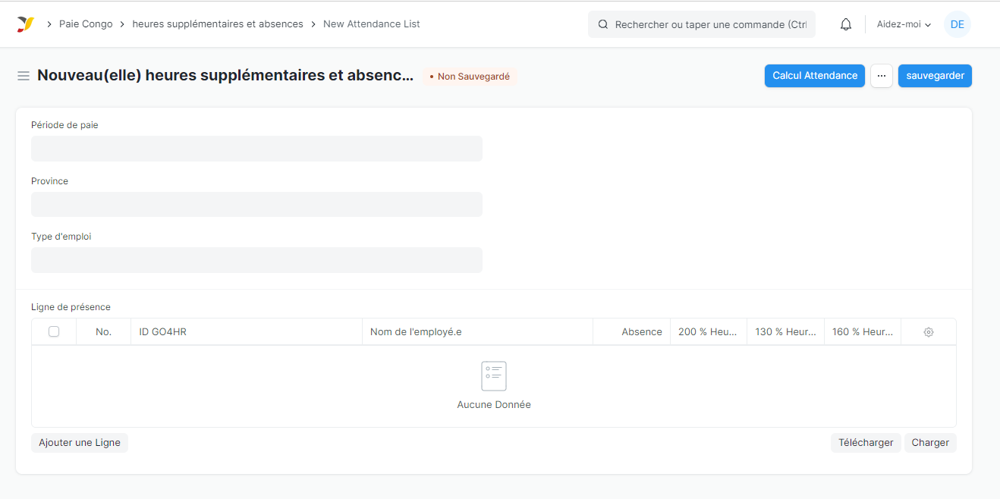 Paie Congo heures supplémentaires et absences New Attendance List Rechercher ou taper une commande (Ctrl Aidez-moi DE
Nouveau(elle) heures supplémentaires et absenc... • Non Sauvegardé Calcul Attendance ... sauvegarder
Période de paie
Province
Type d'emploi
Ligne de présence
No. ID GO4HR Nom de l'employé.e Absence 200 % Heu... 130 % Heur... 160 % Heur...
Aucune Donnée
Ajouter une Ligne Télécharger Charger